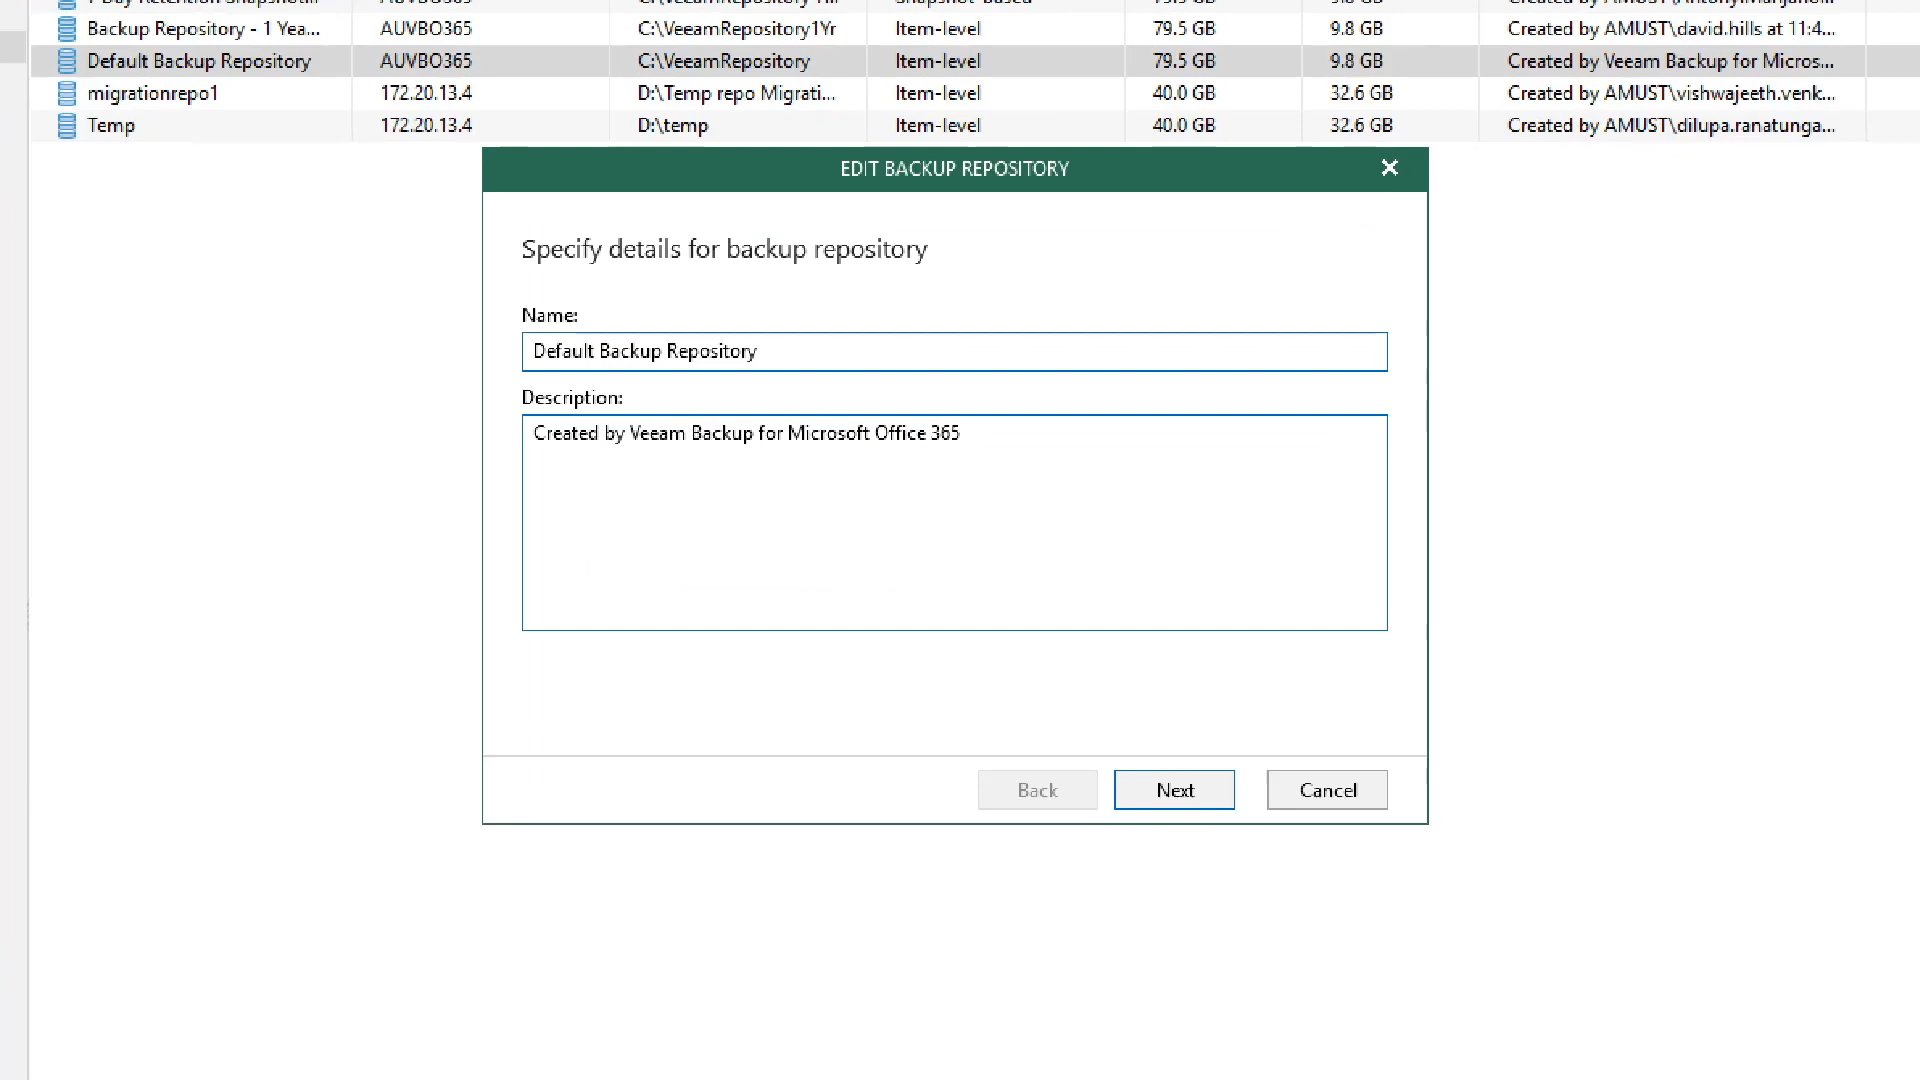 Backup Repository - 1 Yea... AUVBO365 C:\VeeamRepository1Yr Item-level 79.5 GB 9.8 GB Created by AMUST\david.hills at 11:4...
Default Backup Repository AUVBO365 C:\VeeamRepository Item-level 79.5 GB 9.8 GB Created by Veeam Backup for Micros...
migrationrepo1 172.20.13.4 D:\Temp repo Migrati... Item-level 40.0 GB 32.6 GB Created by AMUST\vishwajeeth.venk...
Temp 172.20.13.4 D:\temp Item-level 40.0 GB 32.6 GB Created by AMUST\dilupa.ranatunga...
EDIT BACKUP REPOSITORY
Specify details for backup repository
Name:
Default Backup Repository
Description:
Created by Veeam Backup for Microsoft Office 365
Back Next Cancel